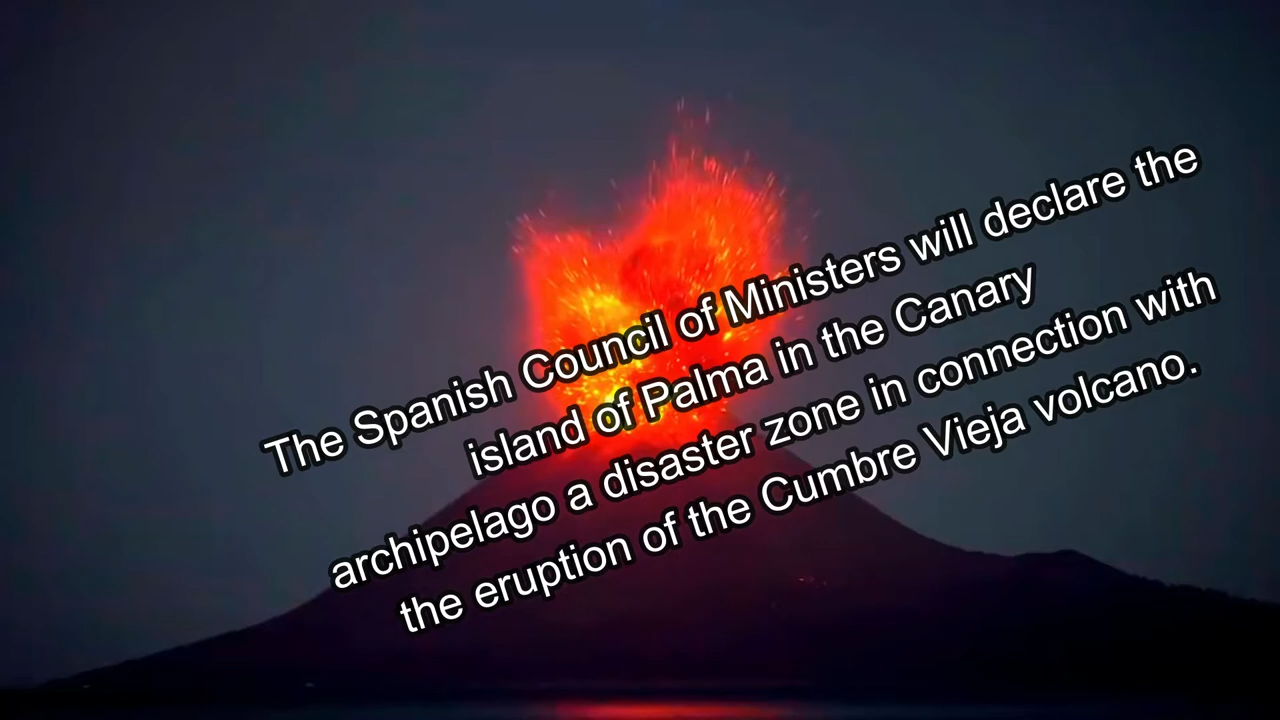 The Spanish Council of Ministers will declare the
island of Palma in the Canary
archipelago a disaster zone in connection with
the eruption of the Cumbre Vieja volcano.